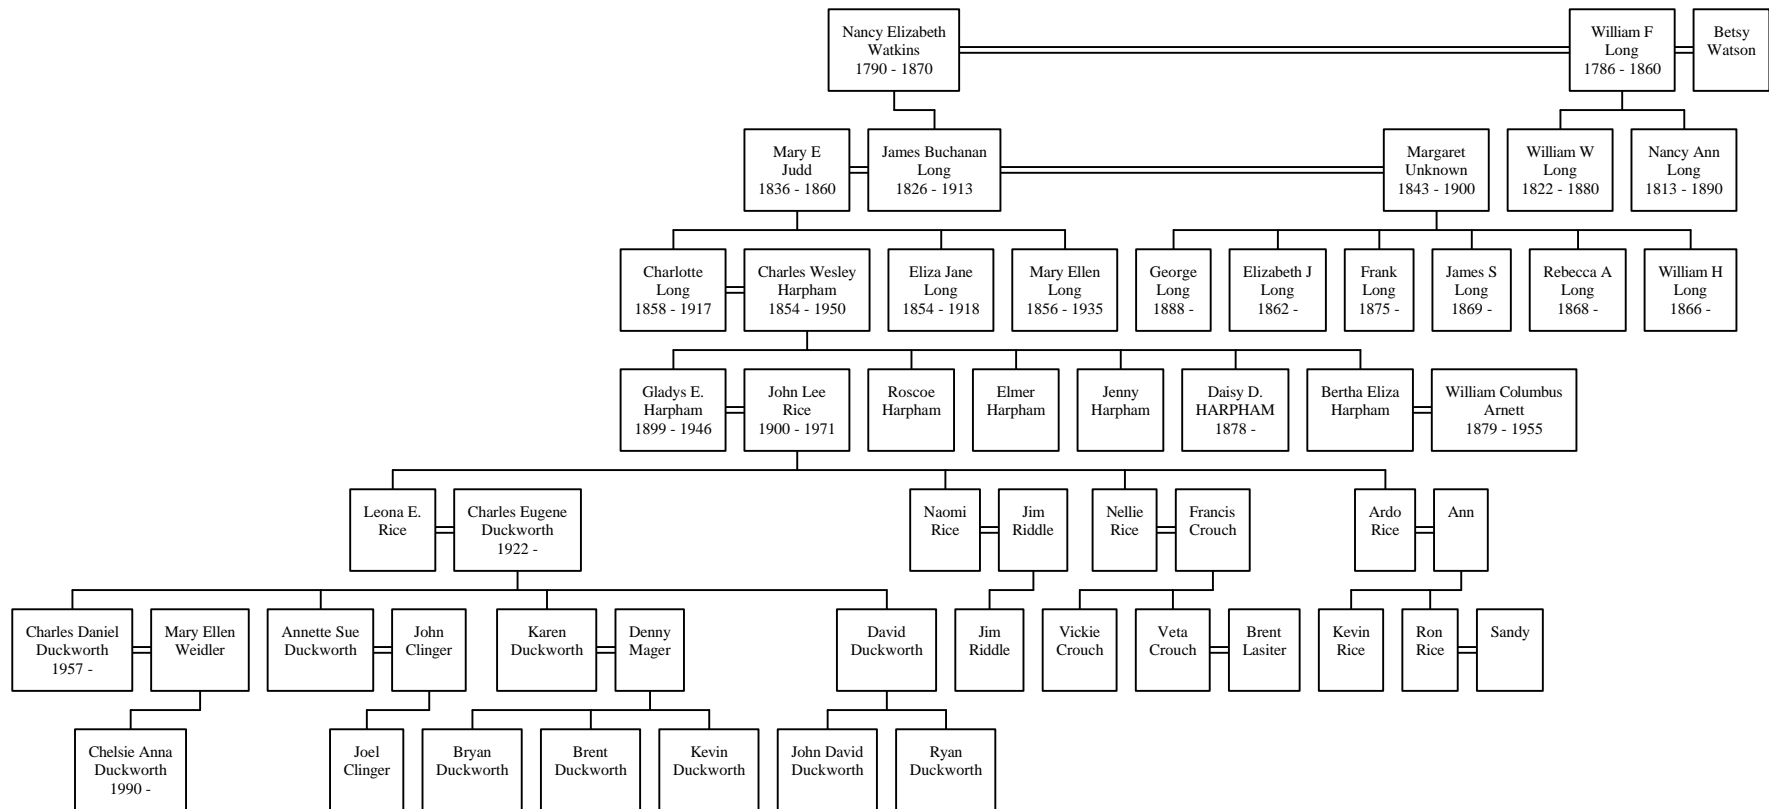 Nancy Elizabeth
Watkins
1790 - 1870
William F
Long
1786 - 1860
Betsy
Watson
Mary E
Judd
1836 - 1860
James Buchanan
Long
1826 - 1913
Margaret
Unknown
1843 - 1900
William W
Long
1822 - 1880
Nancy Ann
Long
1813 - 1890
Charlotte
Long
1858 - 1917
Charles Wesley
Harpham
1854 - 1950
Eliza Jane
Long
1854 - 1918
Mary Ellen
Long
1856 - 1935
George
Long
1888 -
Elizabeth J
Long
1862 -
Frank
Long
1875 -
James S
Long
1869 -
Rebecca A
Long
1868 -
William H
Long
1866 -
Gladys E.
Harpham
1899 - 1946
John Lee
Rice
1900 - 1971
Roscoe
Harpham
Elmer
Harpham
Jenny
Harpham
Daisy D.
HARPHAM
1878 -
Bertha Eliza
Harpham
William Columbus
Arnett
1879 - 1955
Leona E.
Rice
Charles Eugene
Duckworth
1922 -
Naomi
Rice
Jim
Riddle
Nellie
Rice
Francis
Crouch
Ardo
Rice
Ann
Charles Daniel
Duckworth
1957 -
Mary Ellen
Weidler
Annette Sue
Duckworth
John
Clinger
Karen
Duckworth
Denny
Mager
David
Duckworth
Jim
Riddle
Vickie
Crouch
Veta
Crouch
Brent
Lasiter
Kevin
Rice
Ron
Rice
Sandy
Chelsie Anna
Duckworth
1990 -
Joel
Clinger
Bryan
Duckworth
Brent
Duckworth
Kevin
Duckworth
John David
Duckworth
Ryan
Duckworth